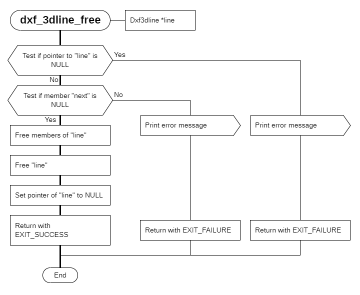 dxf_3dline_free
Dxf3dline *line
Test if pointer to "line" is
NULL
Yes
No
Test if member "next" is
NULL
No
Yes
Free members of "line"
Print error message
Print error message
Free "line"
Set pointer of "line" to NULL
Return with
EXIT_SUCCESS
Return with EXIT_FAILURE
Return with EXIT_FAILURE
End